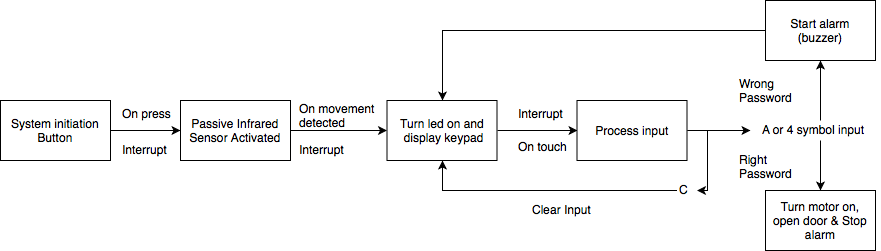 Start alarm
(buzzer)
Wrong
Password
On press
On movement
detected
Interrupt
System initiation
Button
Passive Infrared
Sensor Activated
Turn led on and
display keypad
Process input
A or 4 symbol input
Interrupt
Interrupt
On touch
Right
Password
C
Clear Input
Turn motor on,
open door & Stop
alarm